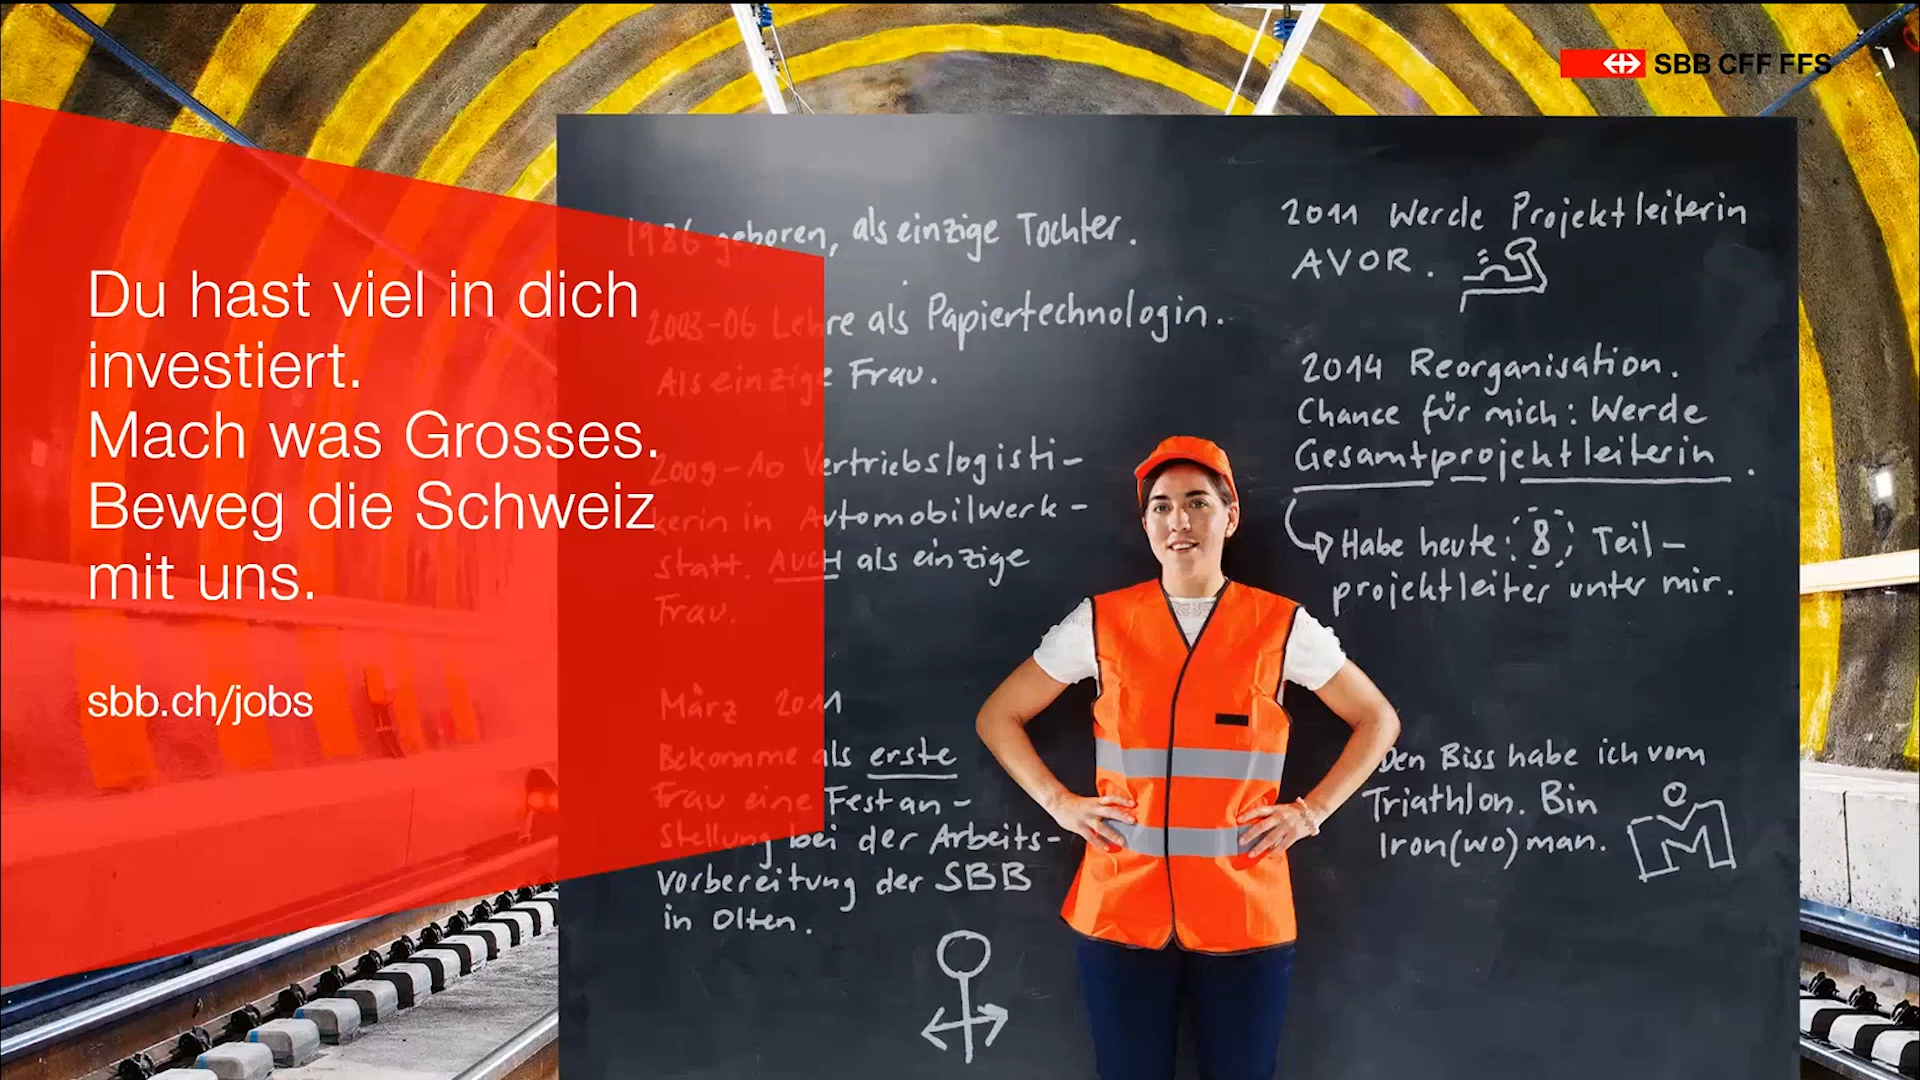 SBB CFF FFS
Du hast viel in dich
investiert.
Mach was Grosses.
Beweg die Schweiz
mit uns.
sbb.ch/jobs
1986 geboren, als einzige Tochter.
2003-06 Lehre als Papiertechnologin.
Als einzige Frau.
2009-10 Vertriebslogisti-
kerin in Automobilwerk-
statt. AUCH als einzige
Frau.
März 2011
Bekomme als erste
Frau eine Festan-
stellung bei der Arbeits-
vorbereitung der SBB
in Olten.
2011 Werde Projektleiterin
AVOR.
2014 Reorganisation.
Chance für mich: Werde
Gesamtprojektleiterin.
Habe heute 8 Teil-
projektleiter unter mir.
Den Biss habe ich vom
Triathlon. Bin
Iron(wo)man.